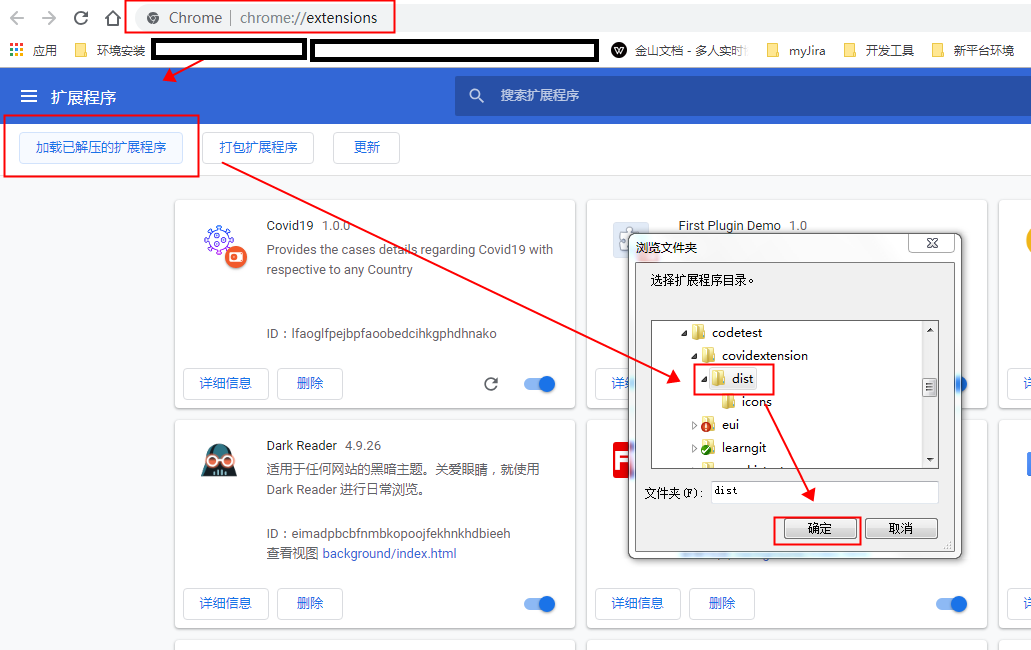 Chrome | chrome://extensions
应用 环境安装 金山文档 - 多人实时 myJira 开发工具 新平台环境
扩展程序 搜索扩展程序
加载已解压的扩展程序 打包扩展程序 更新
Covid19 1.0.0
Provides the cases details regarding Covid19 with
respective to any Country
ID：lfaoglfpejbpfaoobedcihkgphdhnako
详细信息 删除
First Plugin Demo 1.0
Dark Reader 4.9.26
适用于任何网站的黑暗主题。关爱眼睛，就使用
Dark Reader 进行日常浏览。
ID：eimadpbcbfnmbkopoojfekhnkhdbieeh
查看视图 background/index.html
详细信息 删除
详细信息 删除
浏览文件夹
选择扩展程序目录。
codetest
covidextension
dist
icons
eui
learngit
文件夹(F): dist
确定 取消